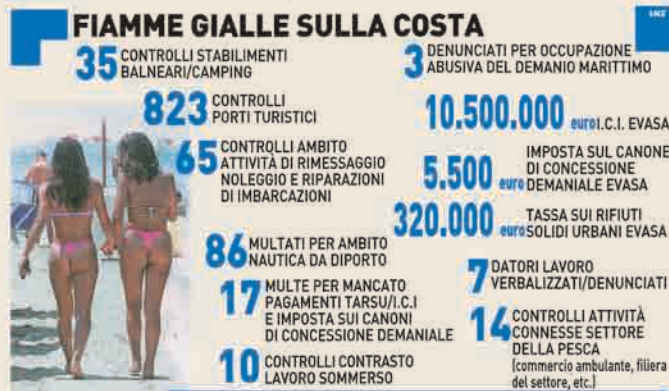 FIAMME GIALLE SULLA COSTA
35 CONTROLLI STABILIMENTI
BALNEARI/CAMPING
823 CONTROLLI
PORTI TURISTICI
65 CONTROLLI AMBITO
ATTIVITÀ DI RIMESSAGGIO
NOLEGGIO E RIPARAZIONI
DI IMBARCAZIONI
86 MULTATI PER AMBITO
NAUTICA DA DIPORTO
17 MULTE PER MANCATO
PAGAMENTI TARSU/I.C.I
E IMPOSTA SUI CANONI
DI CONCESSIONE DEMANIALE
10 CONTROLLI CONTRASTO
LAVORO SOMMERSO
3 DENUNCIATI PER OCCUPAZIONE
ABUSIVA DEL DEMANIO MARITTIMO
10.500.000 euro I.C.I. EVASA
5.500 euro IMPOSTA SUL CANONE
DI CONCESSIONE
DEMANIALE EVASA
320.000 euro TASSA SUI RIFIUTI
SOLIDI URBANI EVASA
7 DATORI LAVORO
VERBALIZZATI/DENUNCIATI
14 CONTROLLI ATTIVITÀ
CONNESSE SETTORE
DELLA PESCA
(commercio ambulante, filiera
del settore, etc.)